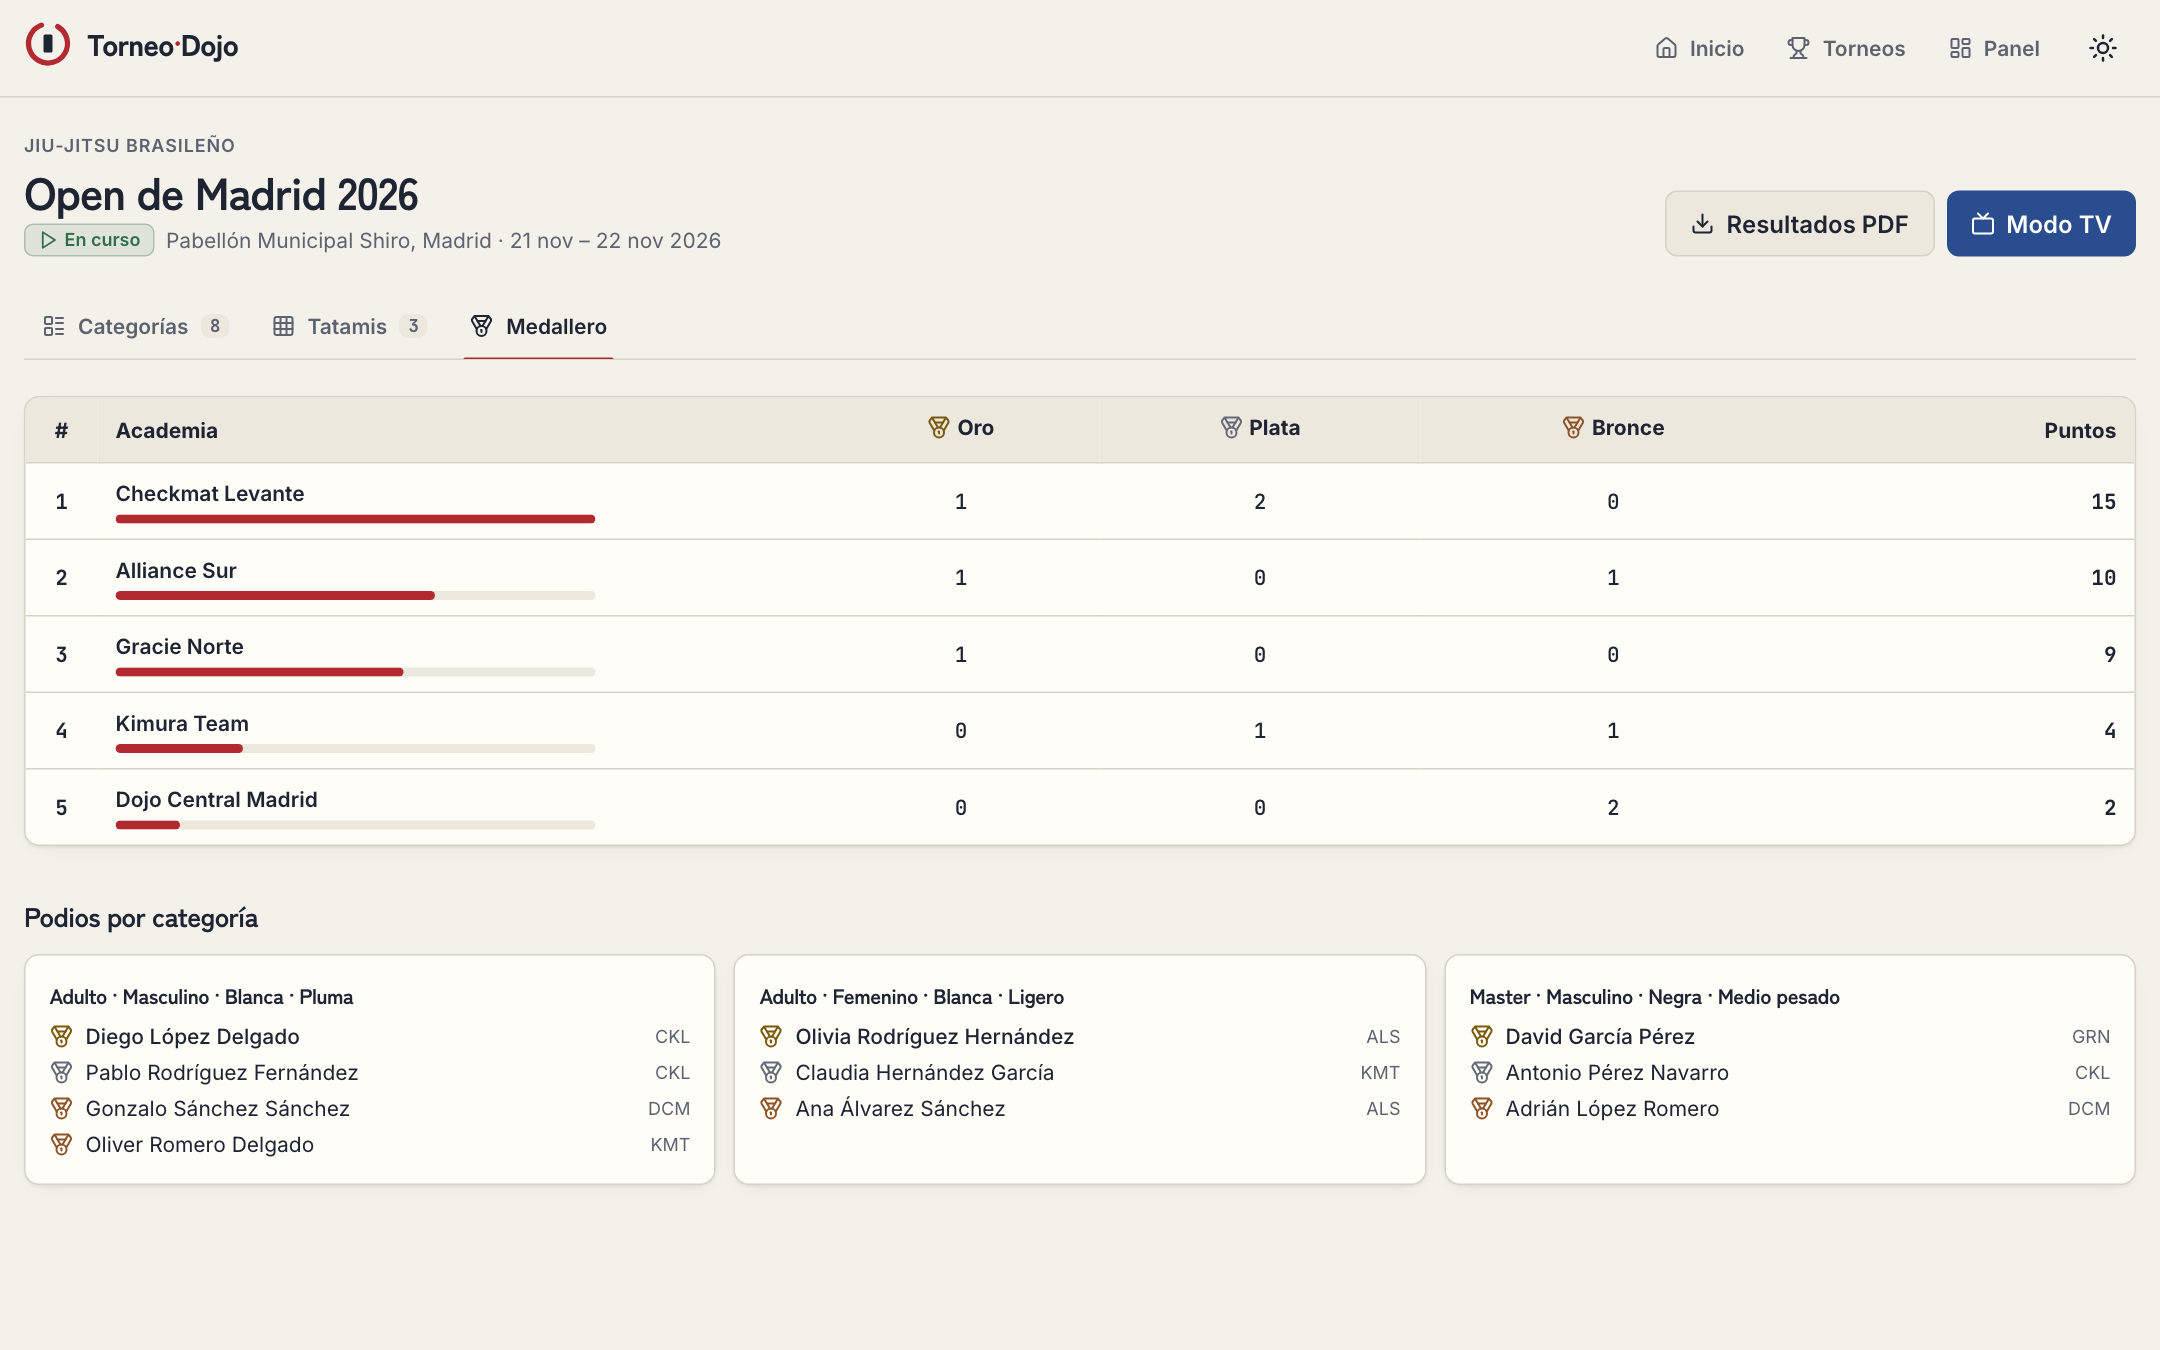 Torneo·Dojo
Inicio
Torneos
Panel
JIU-JITSU BRASILEÑO
Open de Madrid 2026
En curso
Pabellón Municipal Shiro, Madrid · 21 nov – 22 nov 2026
Resultados PDF
Modo TV
Categorías 8
Tatamis 3
Medallero
# Academia Oro Plata Bronce Puntos
1 Checkmat Levante 1 2 0 15
2 Alliance Sur 1 0 1 10
3 Gracie Norte 1 0 0 9
4 Kimura Team 0 1 1 4
5 Dojo Central Madrid 0 0 2 2
Podios por categoría
Adulto · Masculino · Blanca · Pluma
Diego López Delgado CKL
Pablo Rodríguez Fernández CKL
Gonzalo Sánchez Sánchez DCM
Oliver Romero Delgado KMT
Adulto · Femenino · Blanca · Ligero
Olivia Rodríguez Hernández ALS
Claudia Hernández García KMT
Ana Álvarez Sánchez ALS
Master · Masculino · Negra · Medio pesado
David García Pérez GRN
Antonio Pérez Navarro CKL
Adrián López Romero DCM